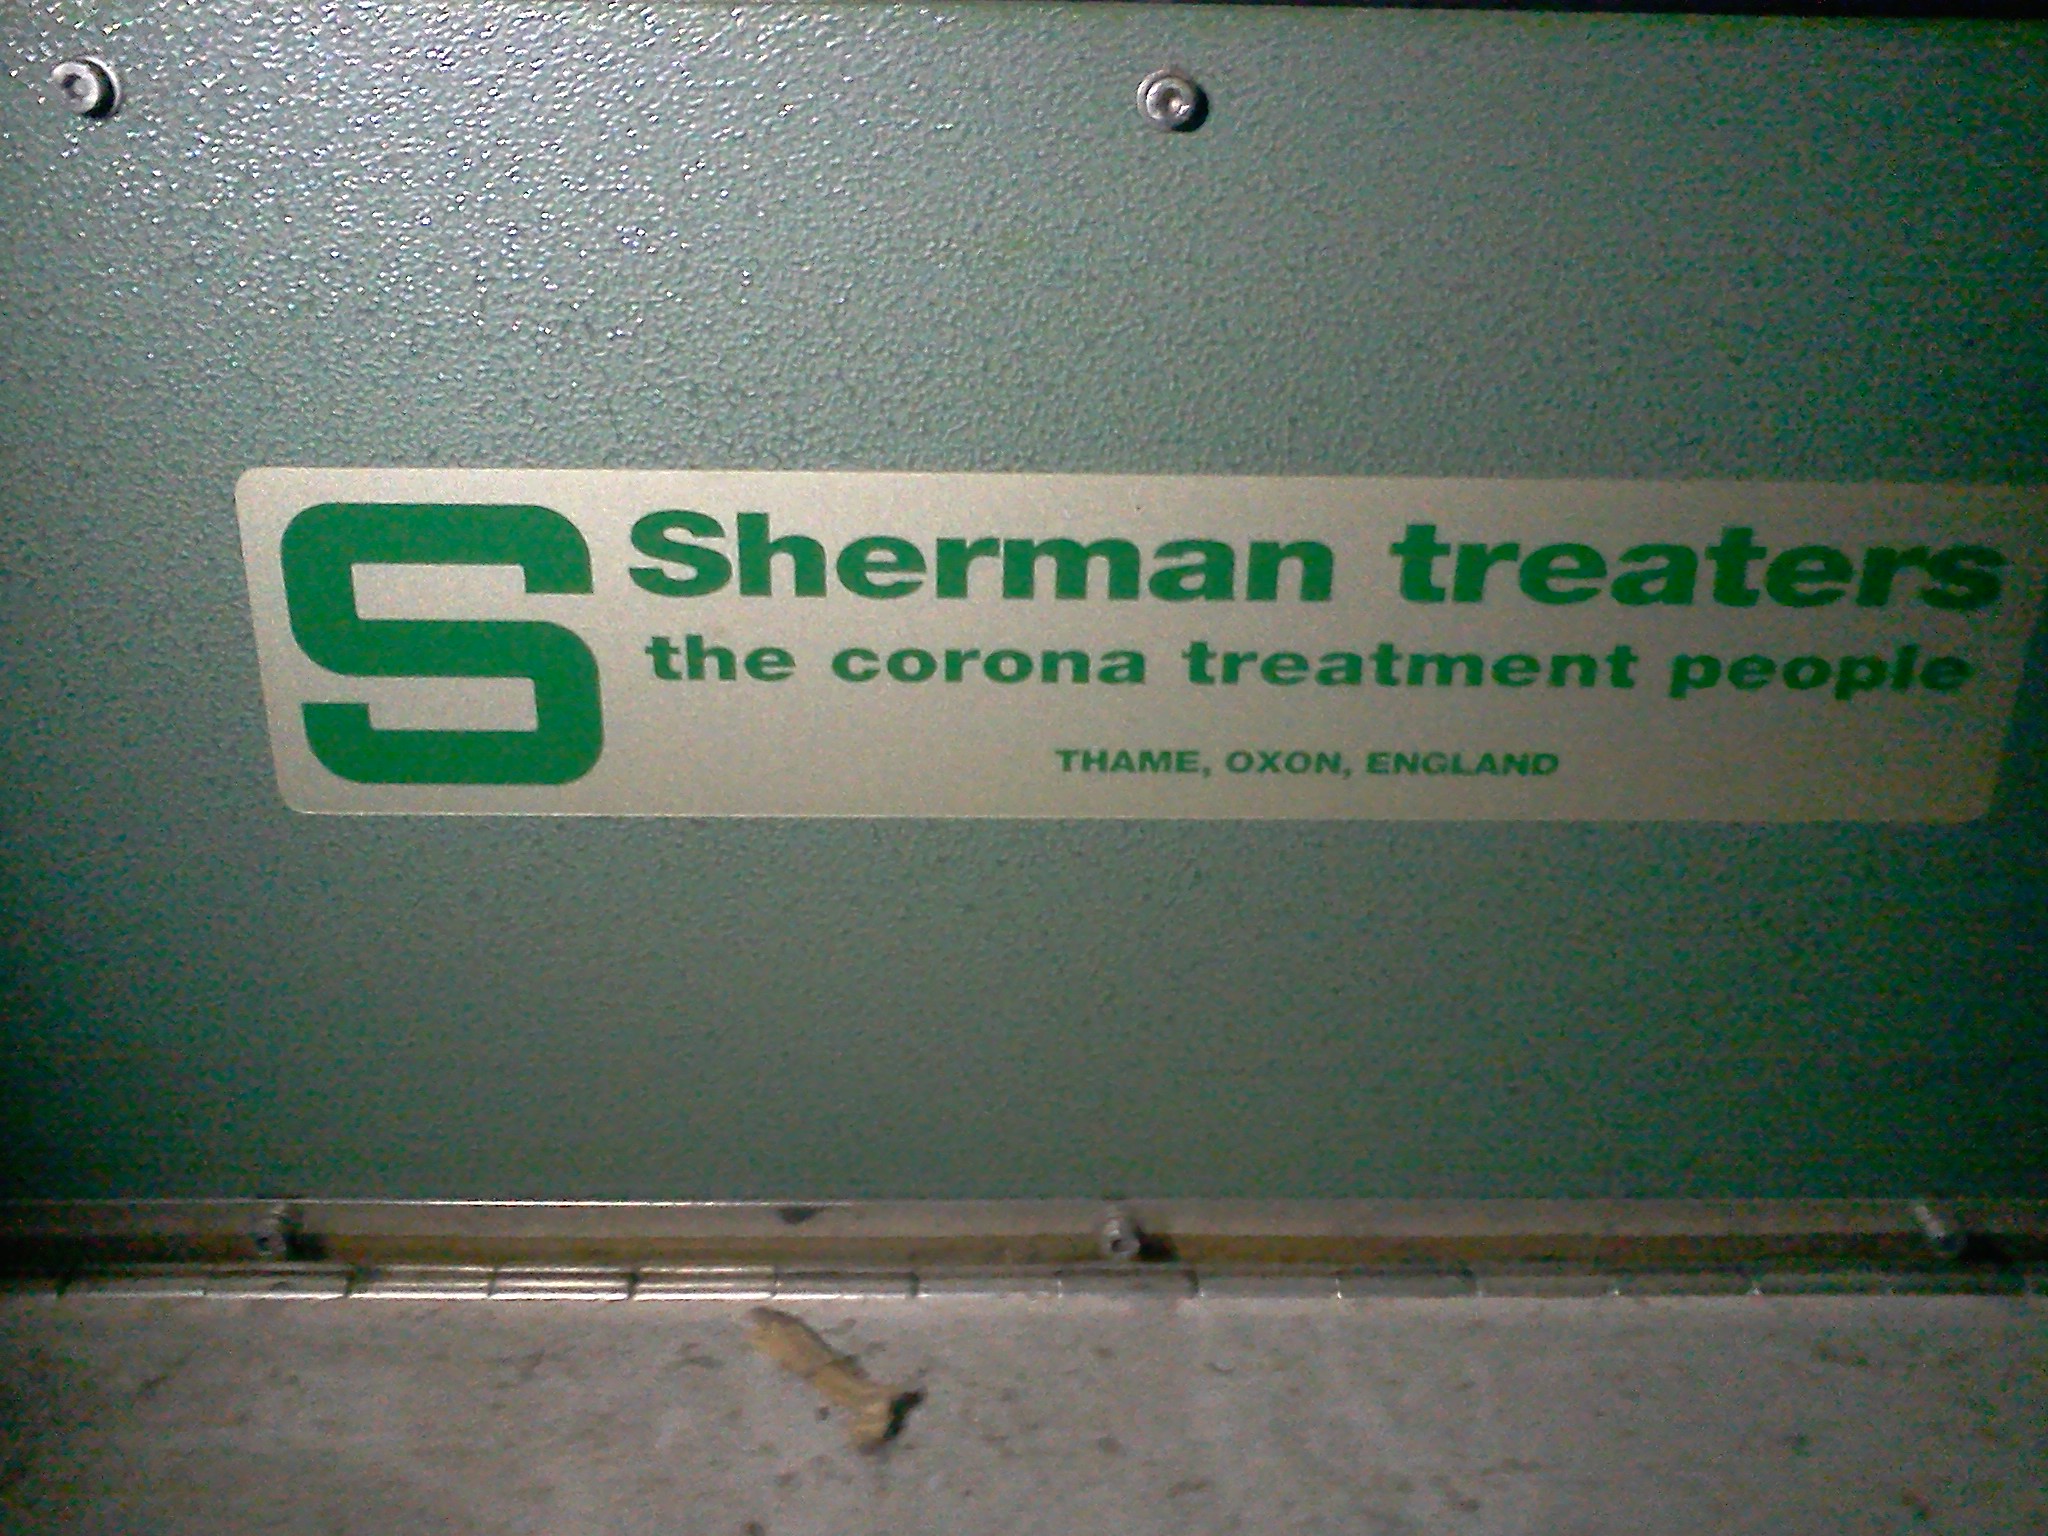 S
Sherman treaters
the corona treatment people
THAME, OXON, ENGLAND